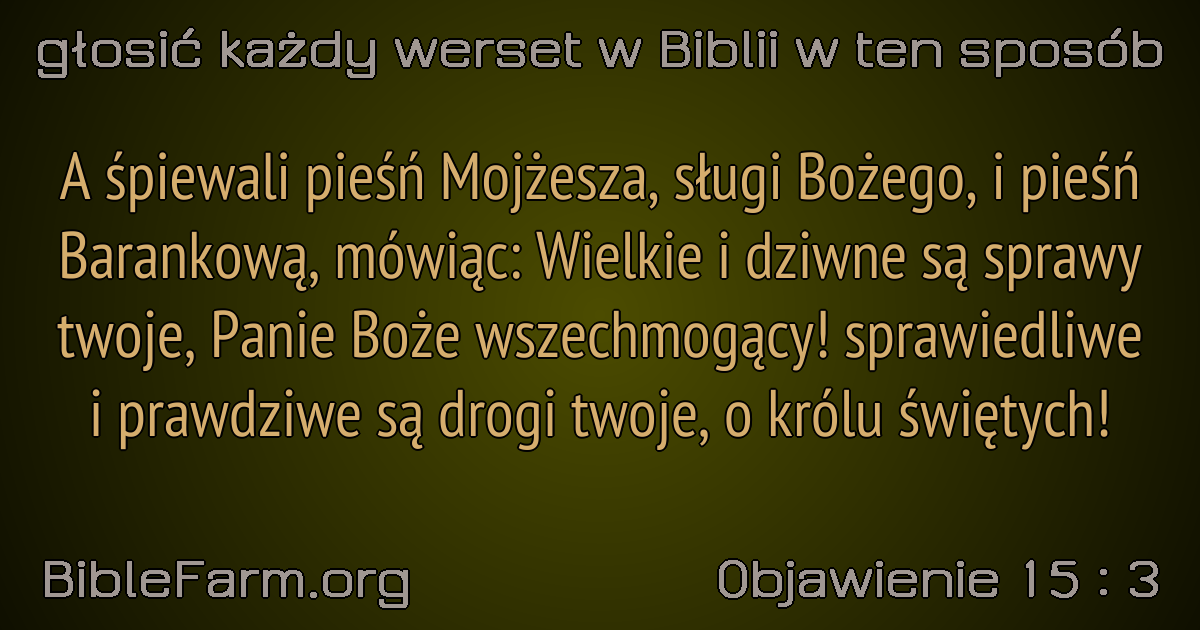 głosić każdy werset w Biblii w ten sposób
A śpiewali pieśń Mojżesza, sługi Bożego, i pieśń
Barankową, mówiąc: Wielkie i dziwne są sprawy
twoje, Panie Boże wszechmogący! sprawiedliwe
i prawdziwe są drogi twoje, o królu świętych!
BibleFarm.org
Objawienie 15 : 3